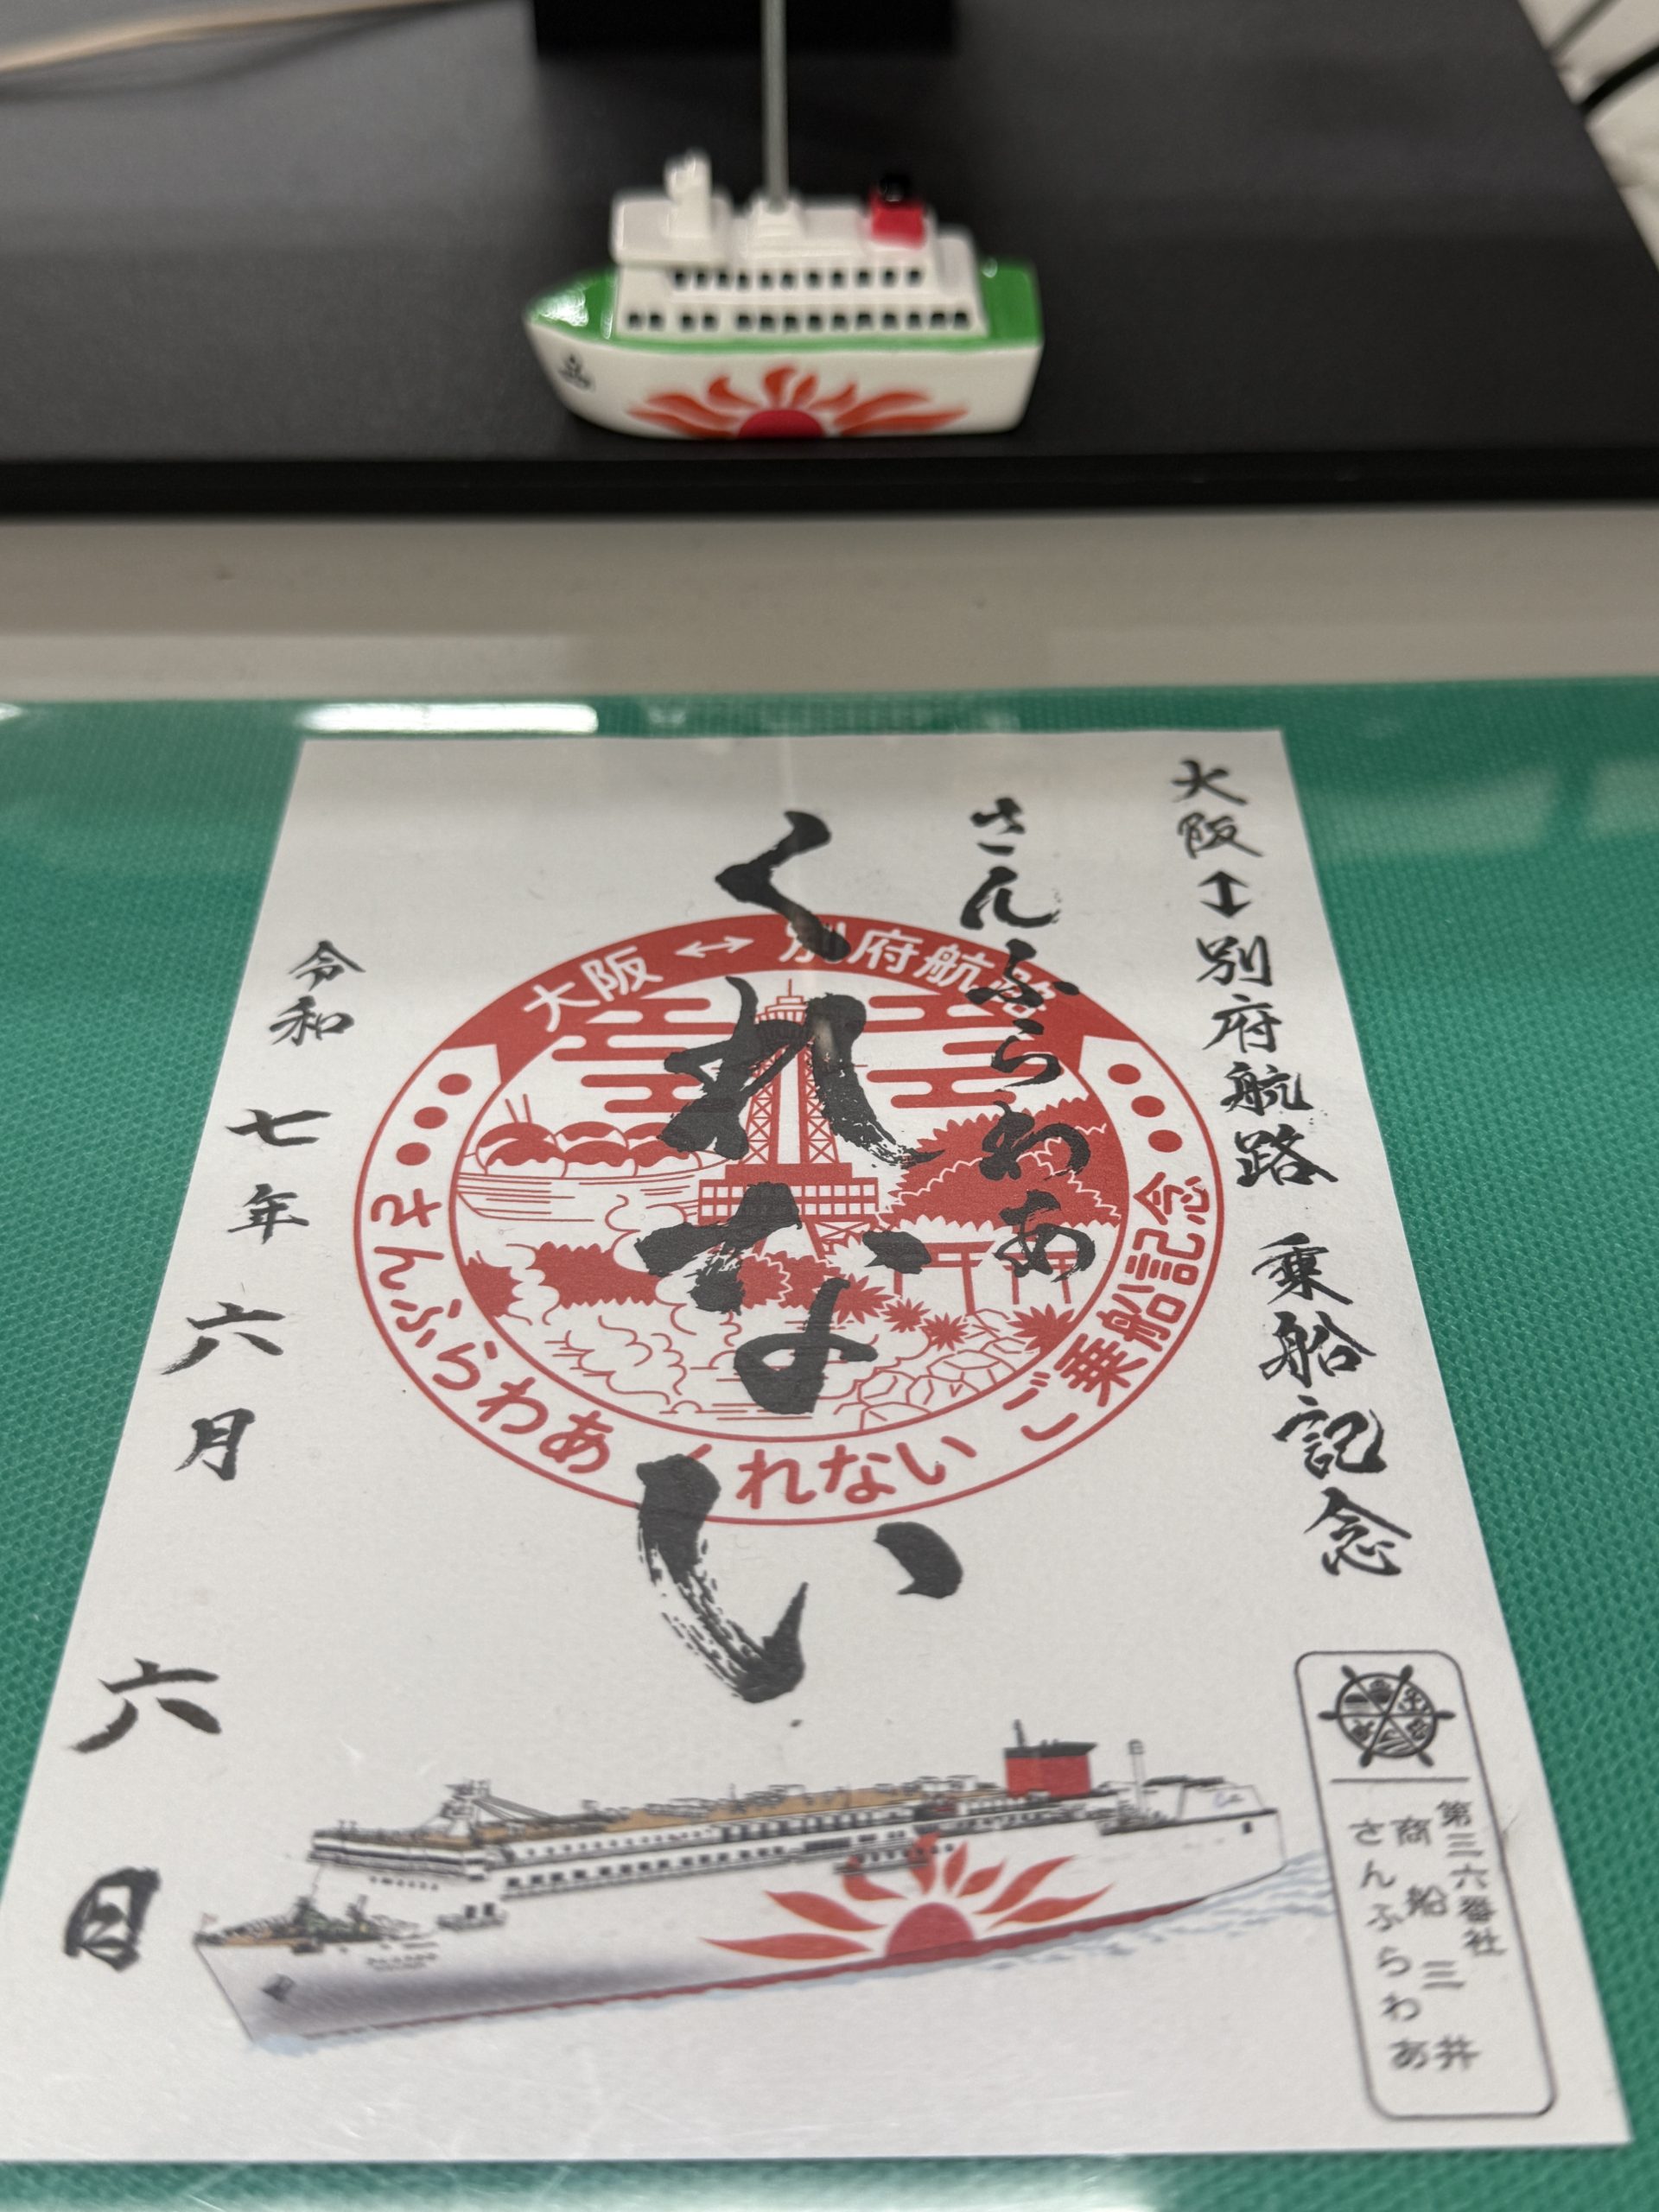 大阪↔別府航路 乗船記念
さんふらわあ
くれない
令和 七年 六月 六日
大阪↔別府航路
さんふらわあ くれない ご乗船記念
第三六番社
商船三井
さんふらわあ